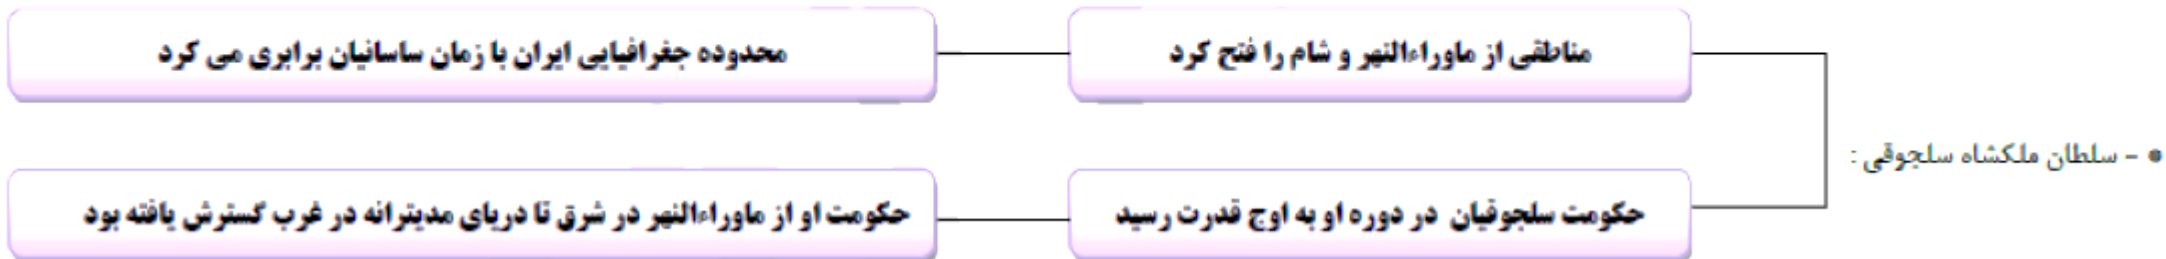 • - سلطان ملکشاه سلجوقی :
مناطقی از ماوراءالنهر و شام را فتح کرد
محدوده جغرافیایی ایران با زمان ساسانیان برابری می کرد
حکومت سلجوقیان در دوره او به اوج قدرت رسید
حکومت او از ماوراءالنهر در شرق تا دریای مدیترانه در غرب گسترش یافته بود